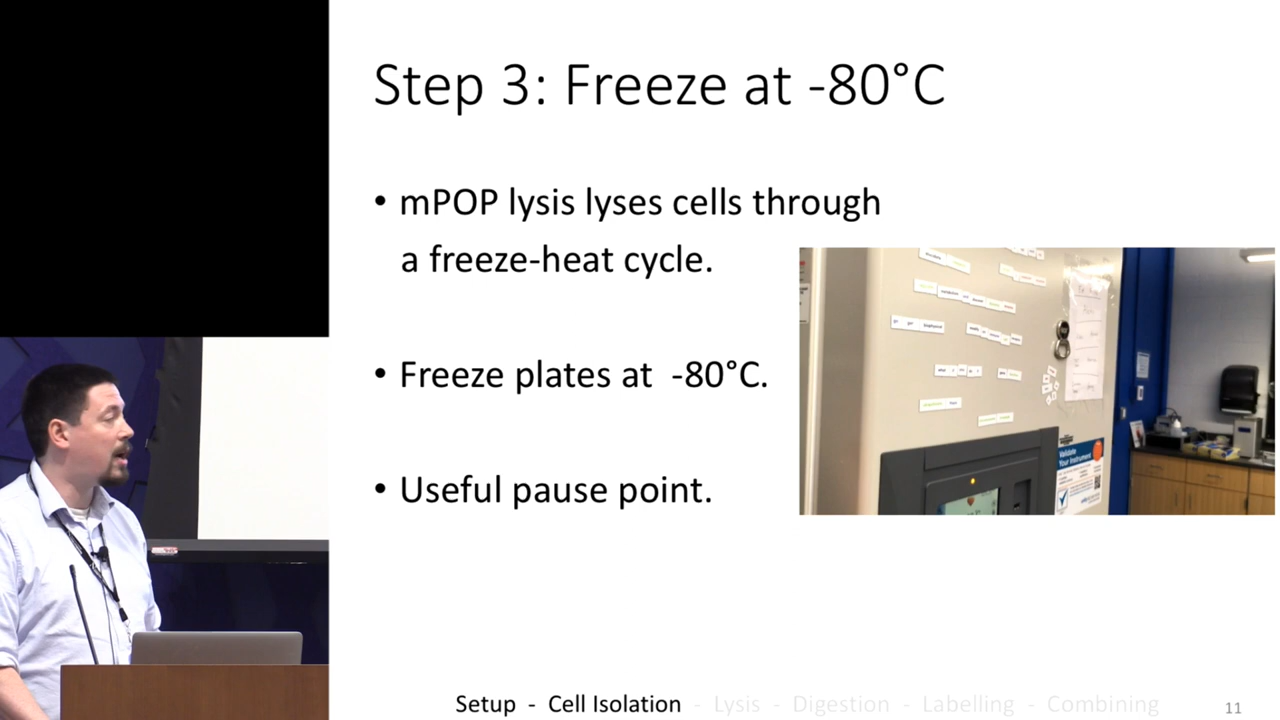 Step 3: Freeze at -80°C
• mPOP lysis lyses cells through
a freeze-heat cycle.
• Freeze plates at -80°C.
• Useful pause point.
Validate
Your Instrument
Setup - Cell Isolation - Lysis - Digestion - Labelling - Combining
11